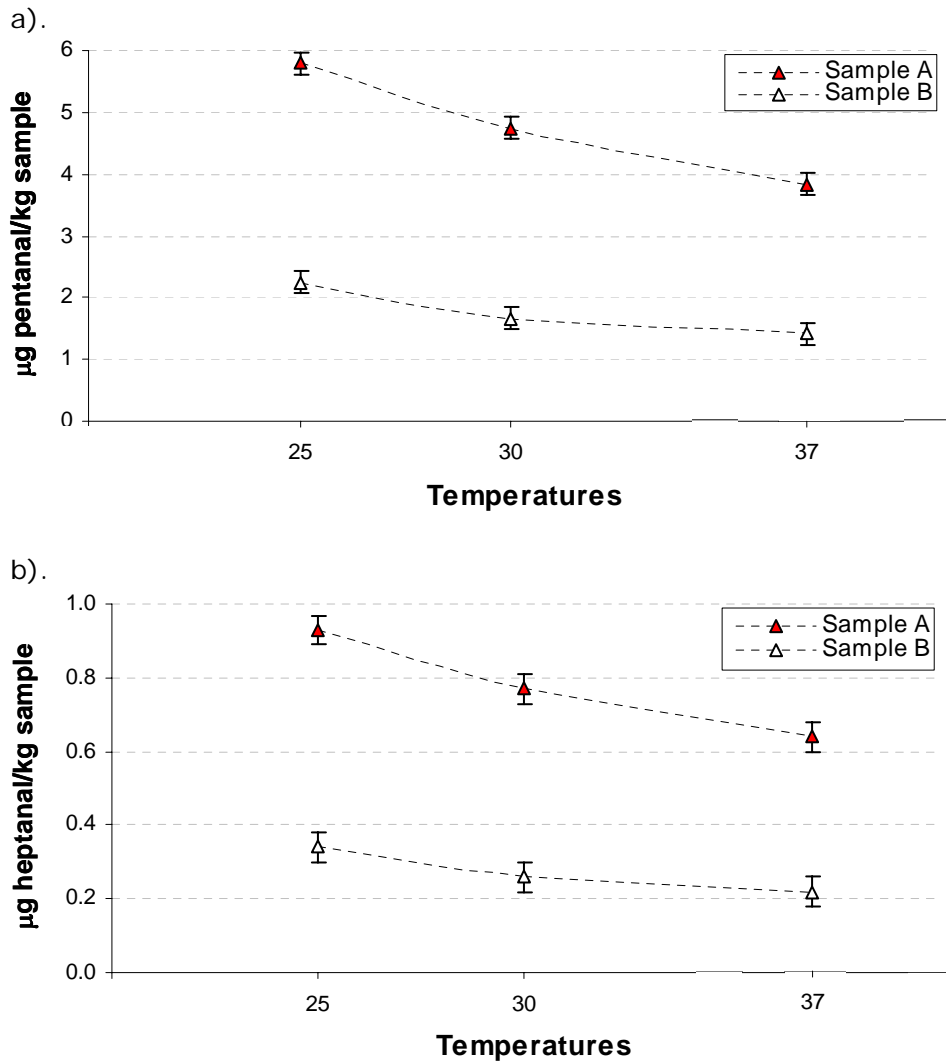 a).
6
5
4
3
2
1
0
µg pentanal/kg sample
Sample A
Sample B
25 30 37
Temperatures
b).
1.0
0.8
0.6
0.4
0.2
0.0
µg heptanal/kg sample
Sample A
Sample B
25 30 37
Temperatures